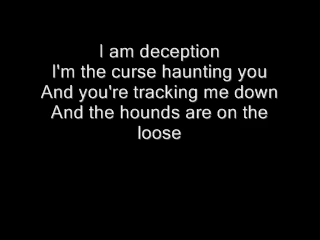 I am deception
I'm the curse haunting you
And you're tracking me down
And the hounds are on the
loose